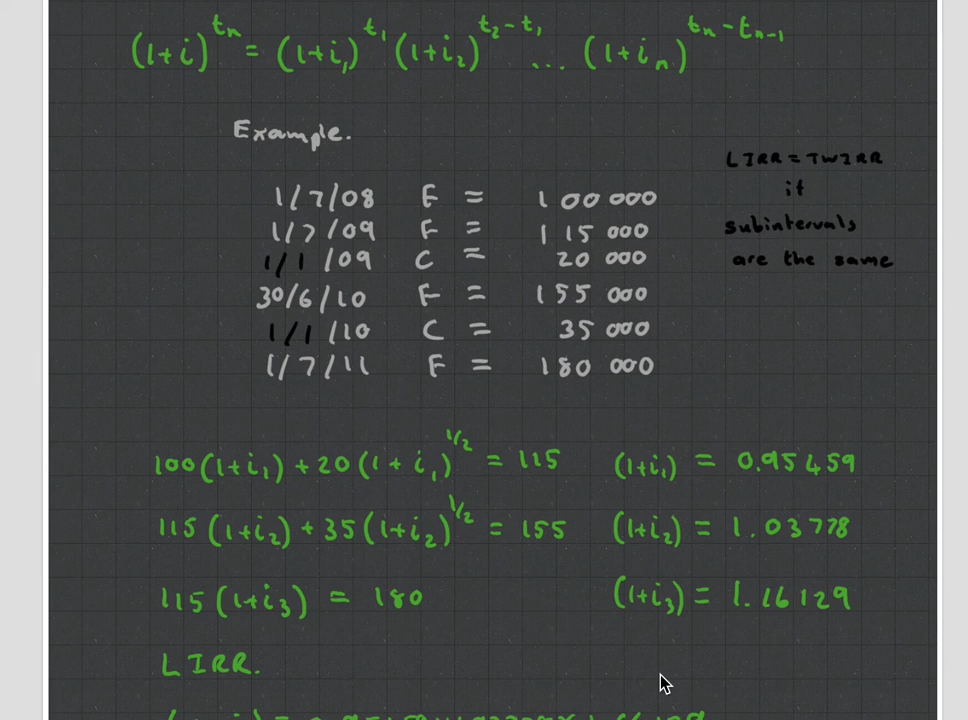 (1+i)^tn = (1+i₁)^t₁ (1+i₂)^t₂-t₁ ... (1+iₙ)^tn-tn-1
Example.
1/7/08 F = 100 000
1/7/09 F = 115 000
1/1/09 C = 20 000
30/6/10 F = 155 000
1/1/10 C = 35 000
1/7/11 F = 180 000
LIRR = TWIRR
if
subintervals
are the same
100(1+i₁) + 20(1+i₁)^1/2 = 115 (1+i₁) = 0.95459
115(1+i₂) + 35(1+i₂)^1/2 = 155 (1+i₂) = 1.03778
115(1+i₃) = 180 (1+i₃) = 1.16129
LIRR.